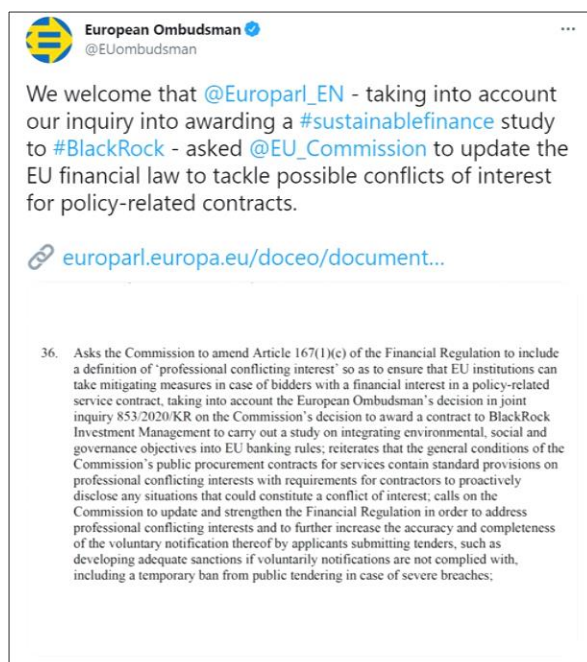 European Ombudsman
@EUombudsman
We welcome that @Europarl_EN - taking into account
our inquiry into awarding a #sustainablefinance study
to #BlackRock - asked @EU_Commission to update the
EU financial law to tackle possible conflicts of interest
for policy-related contracts.
europarl.europa.eu/doceo/document...
36. Asks the Commission to amend Article 167(1)(c) of the Financial Regulation to include
a definition of ‘professional conflicting interest’ so as to ensure that EU institutions can
take mitigating measures in case of bidders with a financial interest in a policy-related
service contract, taking into account the European Ombudsman’s decision in joint
inquiry 853/2020/KR on the Commission’s decision to award a contract to BlackRock
Investment Management to carry out a study on integrating environmental, social and
governance objectives into EU banking rules; reiterates that the general conditions of the
Commission’s public procurement contracts for services contain standard provisions on
professional conflicting interests with requirements for contractors to proactively
disclose any situations that could constitute a conflict of interest; calls on the
Commission to update and strengthen the Financial Regulation in order to address
professional conflicting interests and to further increase the accuracy and completeness
of the voluntary notification thereof by applicants submitting tenders, such as
developing adequate sanctions if voluntarily notifications are not complied with,
including a temporary ban from public tendering in case of severe breaches;